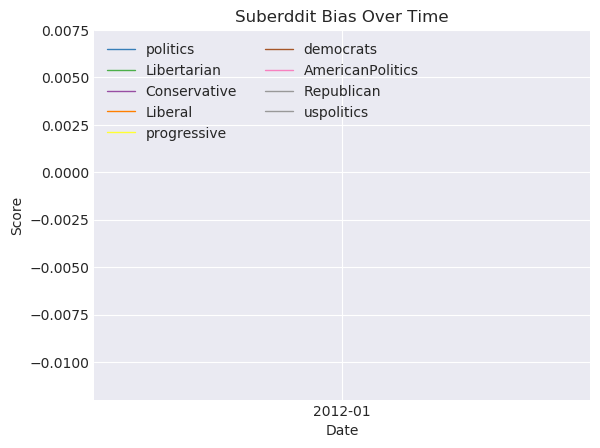 Suberddit Bias Over Time
0.0075
0.0050
0.0025
0.0000
−0.0025
−0.0050
−0.0075
−0.0100
Score
politics
Libertarian
Conservative
Liberal
progressive
democrats
AmericanPolitics
Republican
uspolitics
2012-01
Date